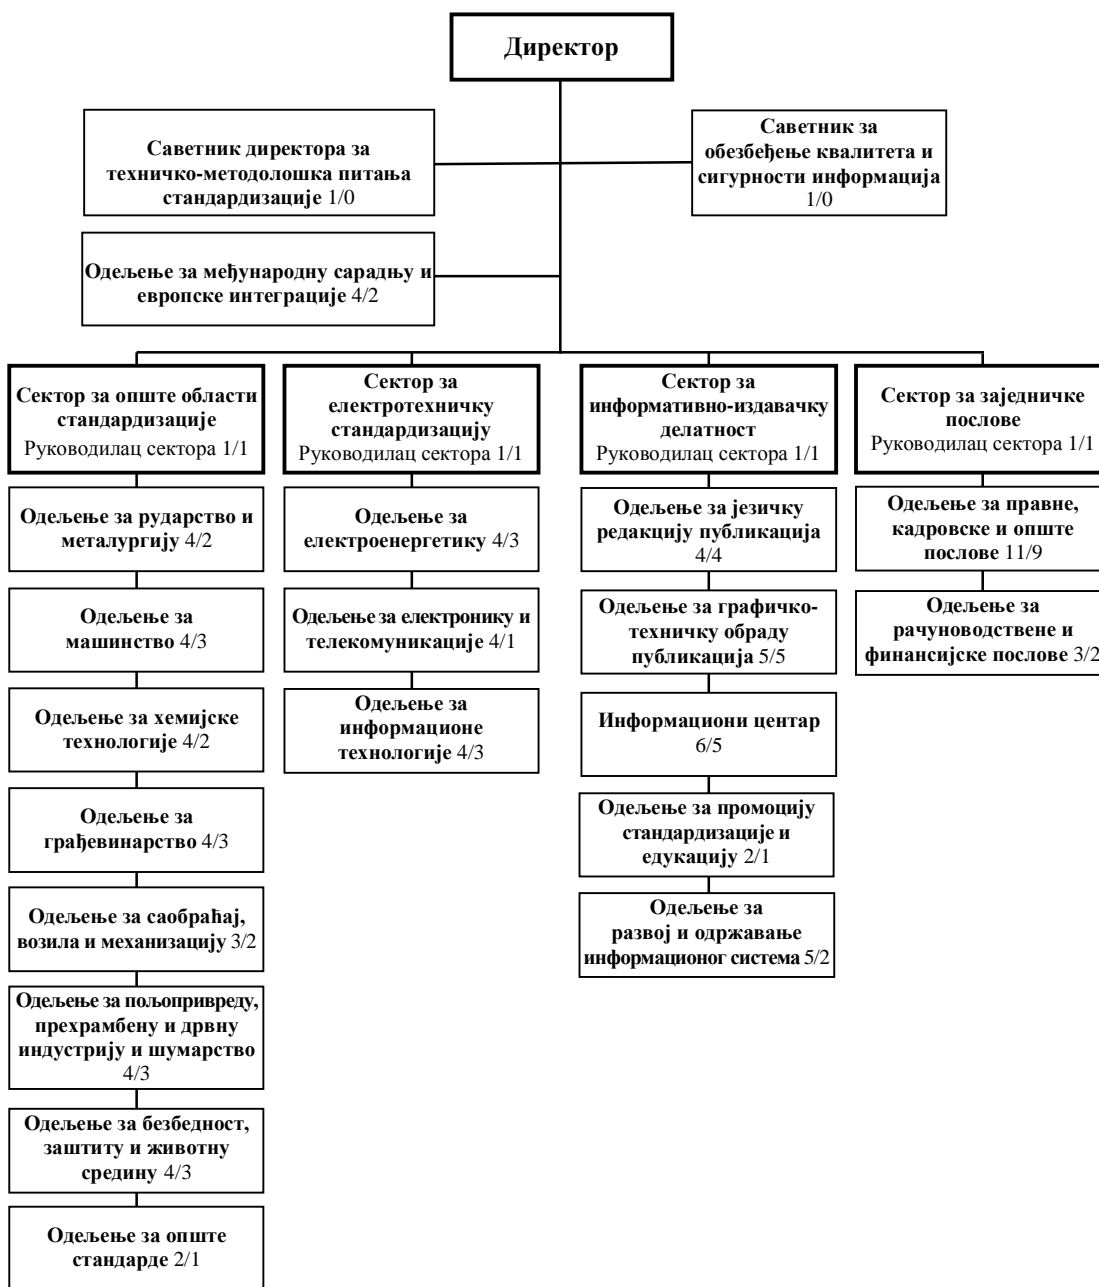 Директор
Саветник директора за
техничко-методолошка питања
стандардизације 1/0
Саветник за
обезбеђење квалитета и
сигурности информација
1/0
Одељење за међународну сарадњу и
европске интеграције 4/2
Сектор за опште области
стандардизације
Руководилац сектора 1/1
Одељење за рударство и
металургију 4/2
Одељење за
машинство 4/3
Одељење за хемијске
технологије 4/2
Одељење за
грађевинарство 4/3
Одељење за саобраћај,
возила и механизацију 3/2
Одељење за пољопривреду,
прехрамбену и дрвну
индустрију и шумарство
4/3
Одељење за безбедност,
заштиту и животну
средину 4/3
Одељење за опште
стандарде 2/1
Сектор за
електротехничку
стандардизацију
Руководилац сектора 1/1
Одељење за
електроенергетику 4/3
Одељење за електронику и
телекомуникације 4/1
Одељење за
информационе
технологије 4/3
Сектор за
информативно-издавачку
делатност
Руководилац сектора 1/1
Одељење за језичку
редакцију публикација
4/4
Одељење за графичко-
техничку обраду
публикација 5/5
Информациони центар
6/5
Одељење за промоцију
стандардизације и
едукацију 2/1
Одељење за
развој и одржавање
информационог система 5/2
Сектор за заједничке
послове
Руководилац сектора 1/1
Одељење за правне,
кадровске и опште
послове 11/9
Одељење за
рачуноводствене и
финансијске послове 3/2